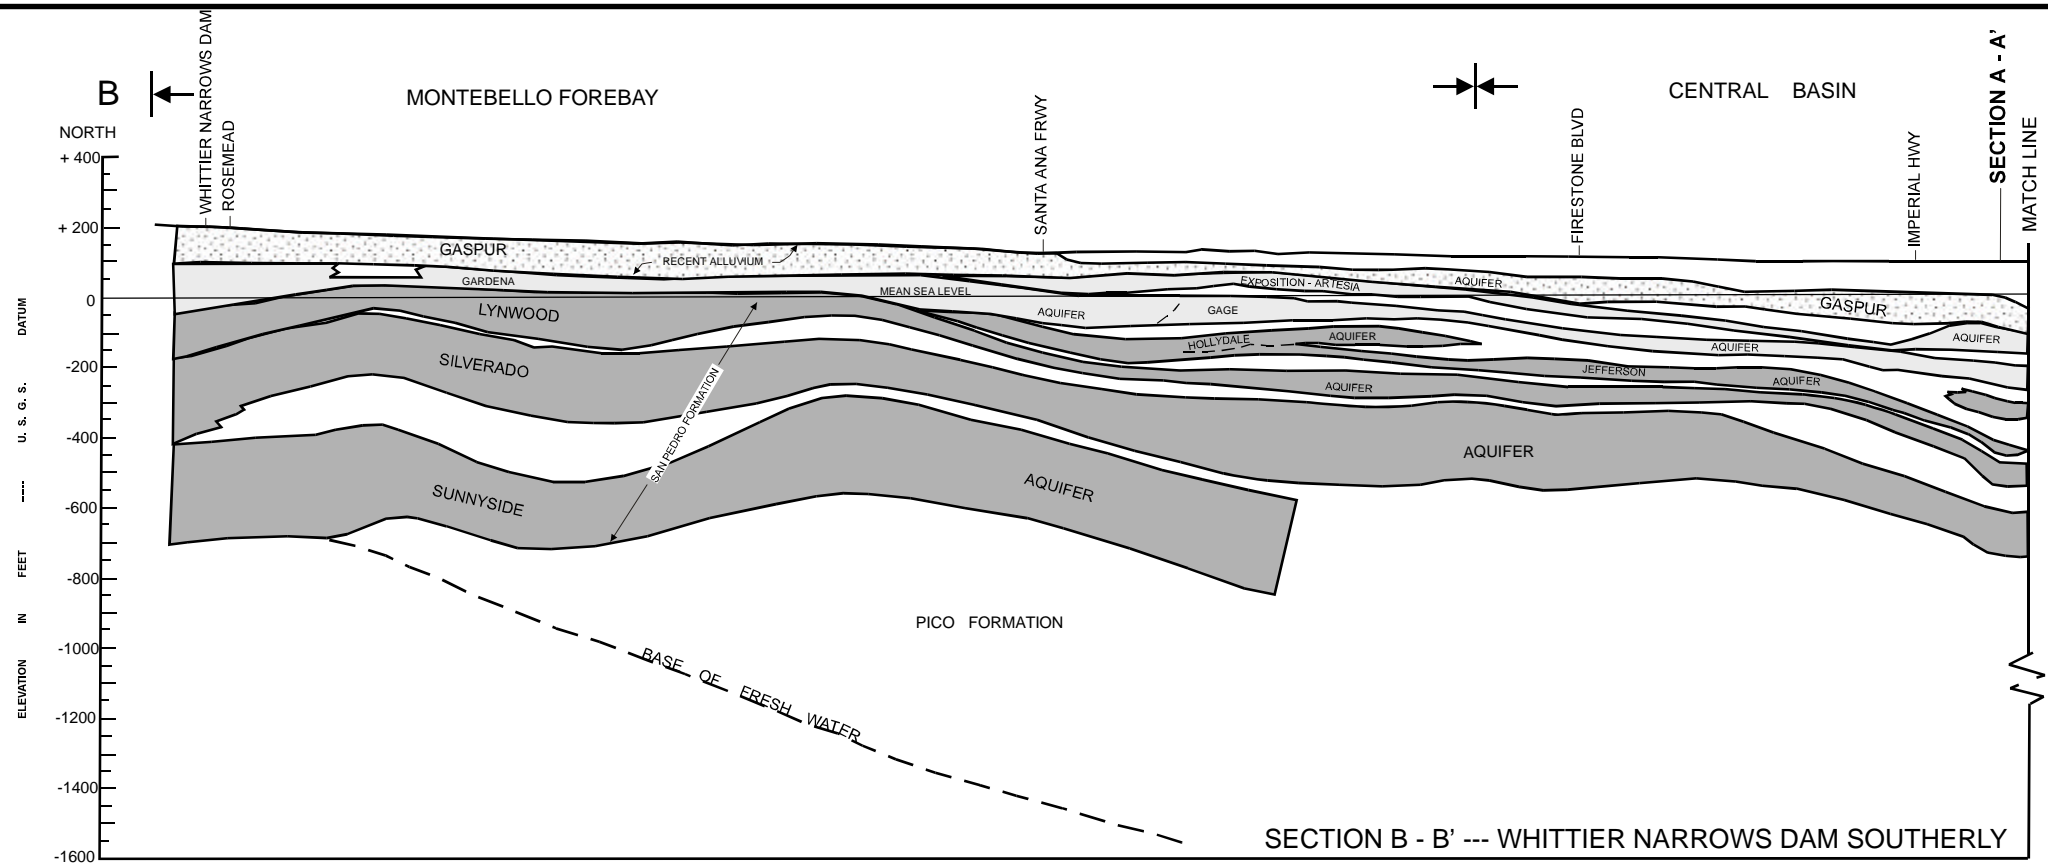 B
MONTEBELLO FOREBAY
CENTRAL BASIN
WHITTIER NARROWS DAM
ROSEMEAD
SANTA ANA FRWY
FIRESTONE BLVD
IMPERIAL HWY
SECTION A - A’
MATCH LINE
NORTH
+ 400
+ 200
0
-200
-400
-600
-800
-1000
-1200
-1400
-1600
ELEVATION IN FEET ---- U. S. G. S. DATUM
GASPUR
RECENT ALLUVIUM
GARDENA
MEAN SEA LEVEL
EXPOSITION - ARTESIA
AQUIFER
GASPUR
LYNWOOD
AQUIFER
GAGE
HOLLYDALE
AQUIFER
AQUIFER
AQUIFER
SILVERADO
JEFFERSON
AQUIFER
AQUIFER
SAN PEDRO FORMATION
AQUIFER
SUNNYSIDE
AQUIFER
PICO FORMATION
BASE OF FRESH WATER
SECTION B - B’ --- WHITTIER NARROWS DAM SOUTHERLY